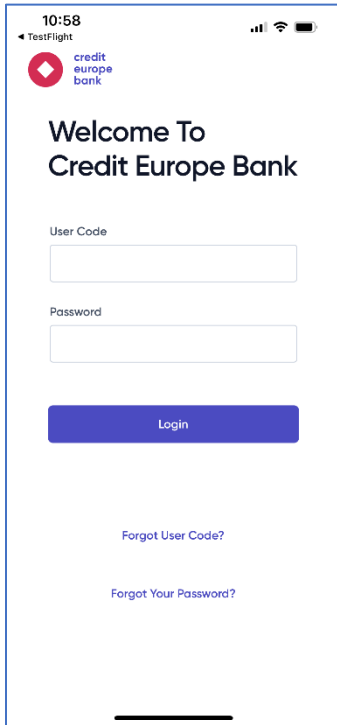 10:58
◀ TestFlight
credit
europe
bank
Welcome To
Credit Europe Bank
User Code
Password
Login
Forgot User Code?
Forgot Your Password?